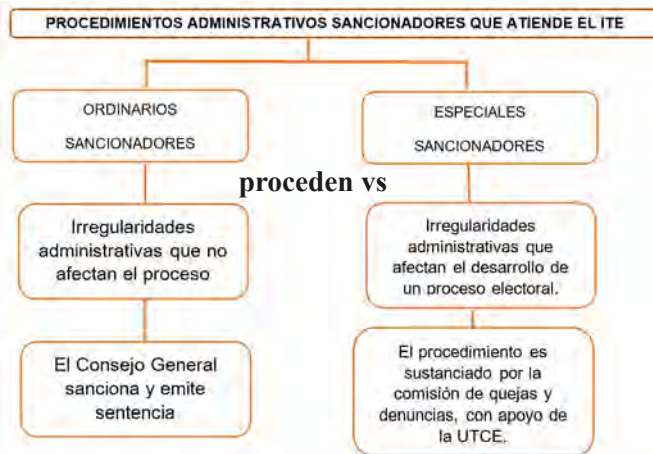 PROCEDIMIENTOS ADMINISTRATIVOS SANCIONADORES QUE ATIENDE EL ITE
ORDINARIOS
SANCIONADORES
ESPECIALES
SANCIONADORES
proceden vs
Irregularidades
administrativas que no
afectan el proceso
Irregularidades
administrativas que
afectan el desarrollo de
un proceso electoral.
El Consejo General
sanciona y emite
sentencia
El procedimiento es
sustanciado por la
comisión de quejas y
denuncias, con apoyo de
la UTCE.